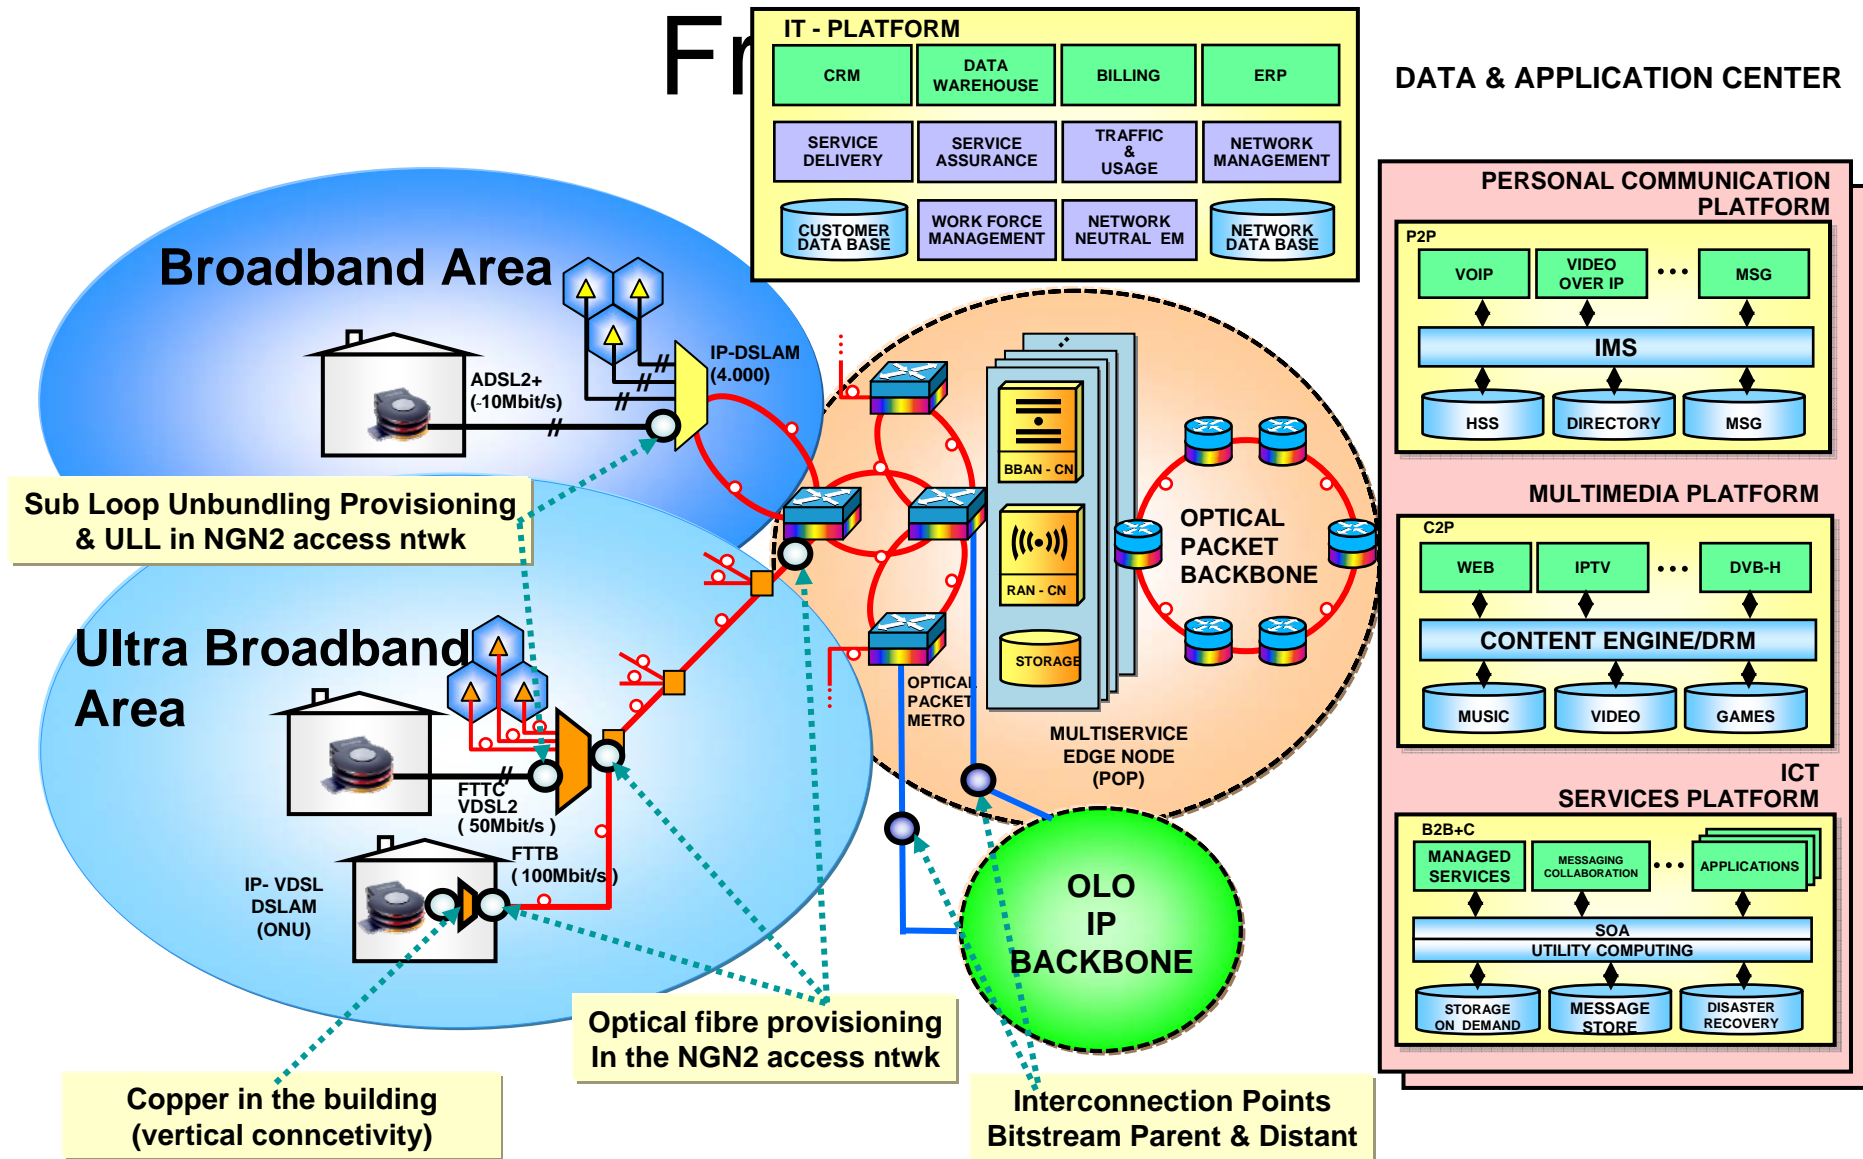 Fr
IT - PLATFORM
CRM
DATA
WAREHOUSE
BILLING
ERP
SERVICE
DELIVERY
SERVICE
ASSURANCE
TRAFFIC
&
USAGE
NETWORK
MANAGEMENT
CUSTOMER
DATA BASE
WORK FORCE
MANAGEMENT
NETWORK
NEUTRAL EM
NETWORK
DATA BASE
DATA & APPLICATION CENTER
PERSONAL COMMUNICATION
PLATFORM
P2P
VOIP
VIDEO
OVER IP
MSG
IMS
HSS
DIRECTORY
MSG
MULTIMEDIA PLATFORM
C2P
WEB
IPTV
DVB-H
CONTENT ENGINE/DRM
MUSIC
VIDEO
GAMES
ICT
SERVICES PLATFORM
B2B+C
MANAGED
SERVICES
MESSAGING
COLLABORATION
APPLICATIONS
SOA
UTILITY COMPUTING
STORAGE
ON DEMAND
MESSAGE
STORE
DISASTER
RECOVERY
Broadband Area
IP-DSLAM
(4.000)
ADSL2+
(~10Mbit/s)
Sub Loop Unbundling Provisioning
& ULL in NGN2 access ntwk
Ultra Broadband
Area
FTTC
VDSL2
( 50Mbit/s )
FTTB
( 100Mbit/s )
IP- VDSL
DSLAM
(ONU)
BBAN - CN
RAN - CN
STORAGE
OPTICAL
PACKET
BACKBONE
OPTICAL
PACKET
METRO
MULTISERVICE
EDGE NODE
(POP)
OLO
IP
BACKBONE
Optical fibre provisioning
In the NGN2 access ntwk
Copper in the building
(vertical conncetivity)
Interconnection Points
Bitstream Parent & Distant